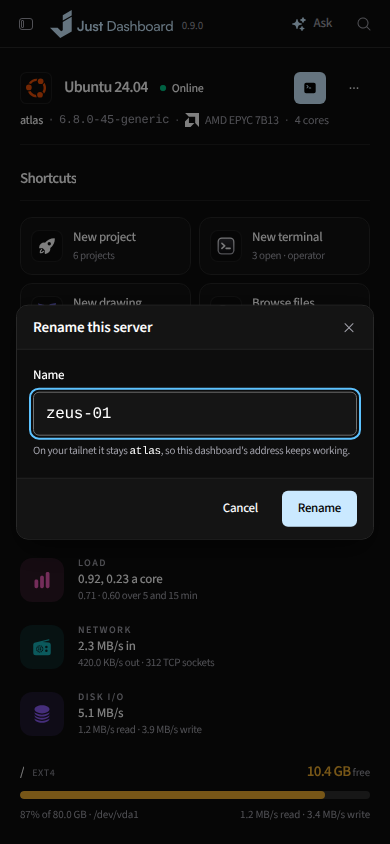 Just Dashboard 0.9.0 Ask
Ubuntu 24.04 Online
atlas · 6.8.0-45-generic · AMD EPYC 7B13 · 4 cores
Shortcuts
New project
6 projects
New terminal
3 open · operator
New drawing
Browse files
Rename this server
Name
zeus-01
On your tailnet it stays atlas, so this dashboard's address keeps working.
Cancel Rename
LOAD
0.92, 0.23 a core
0.71 · 0.60 over 5 and 15 min
NETWORK
2.3 MB/s in
420.0 KB/s out · 312 TCP sockets
DISK I/O
5.1 MB/s
1.2 MB/s read · 3.9 MB/s write
/ EXT4 10.4 GB free
87% of 80.0 GB · /dev/vda1 1.2 MB/s read · 3.4 MB/s write